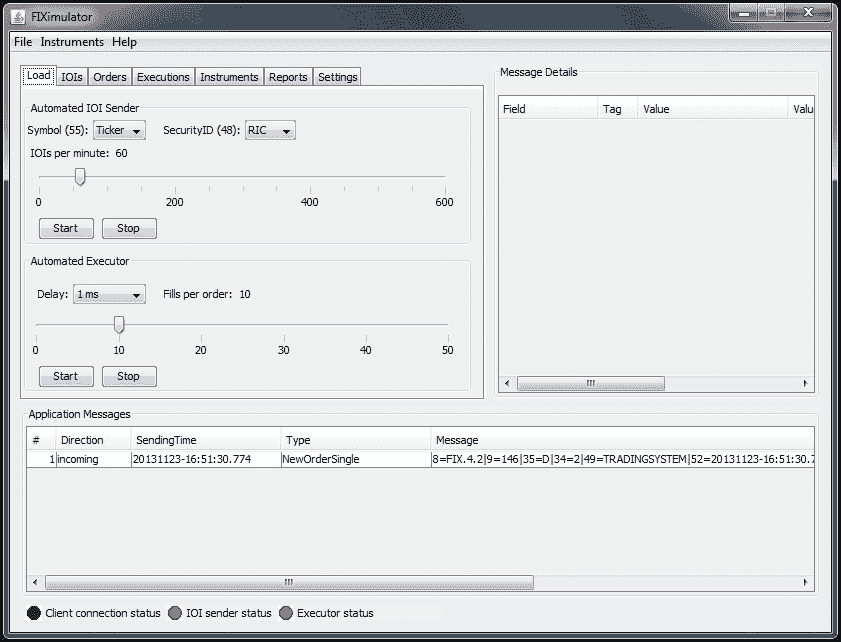 FIXimulator
File Instruments Help
Load IOIs Orders Executions Instruments Reports Settings
Automated IOI Sender
Symbol (55): Ticker SecurityID (48): RIC
IOIs per minute: 60
0 200 400 600
Start Stop
Automated Executor
Delay: 1 ms Fills per order: 10
0 10 20 30 40 50
Start Stop
Message Details
Field Tag Value Valu
Application Messages
# Direction SendingTime Type Message
1 incoming 20131123-16:51:30.774 NewOrderSingle 8=FIX.4.2|9=146|35=D|34=2|49=TRADINGSYSTEM|52=20131123-16:51:30.7
Client connection status IOI sender status Executor status